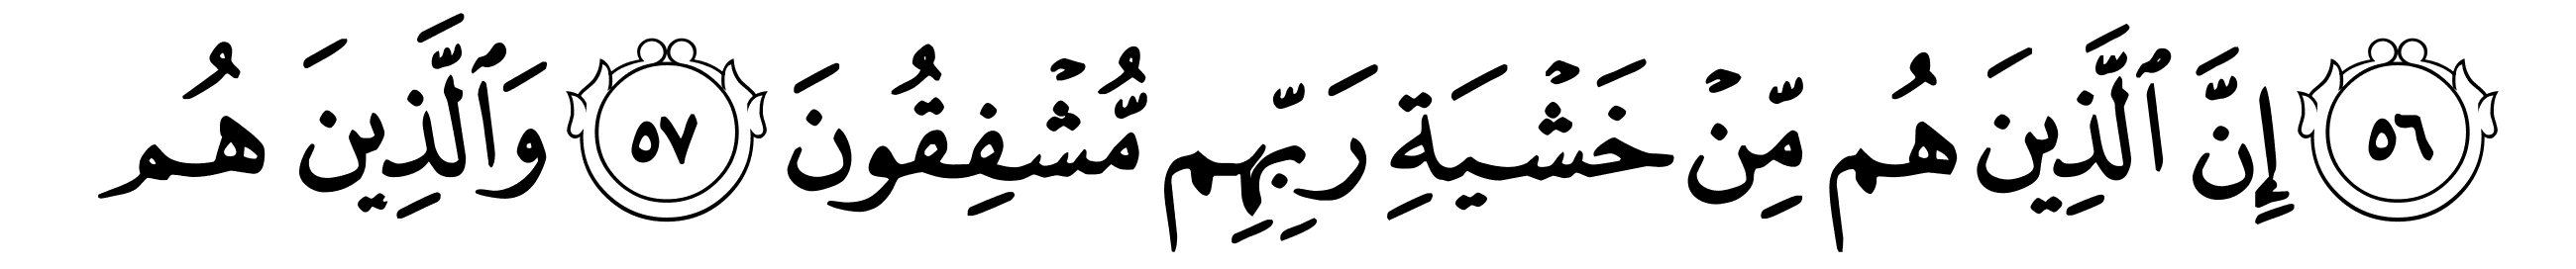 ٥٦ إِنَّ ٱلَّذِينَ هُم مِّنۡ خَشۡيَةِ رَبِّهِم مُّشۡفِقُونَ ٥٧ وَٱلَّذِينَ هُم